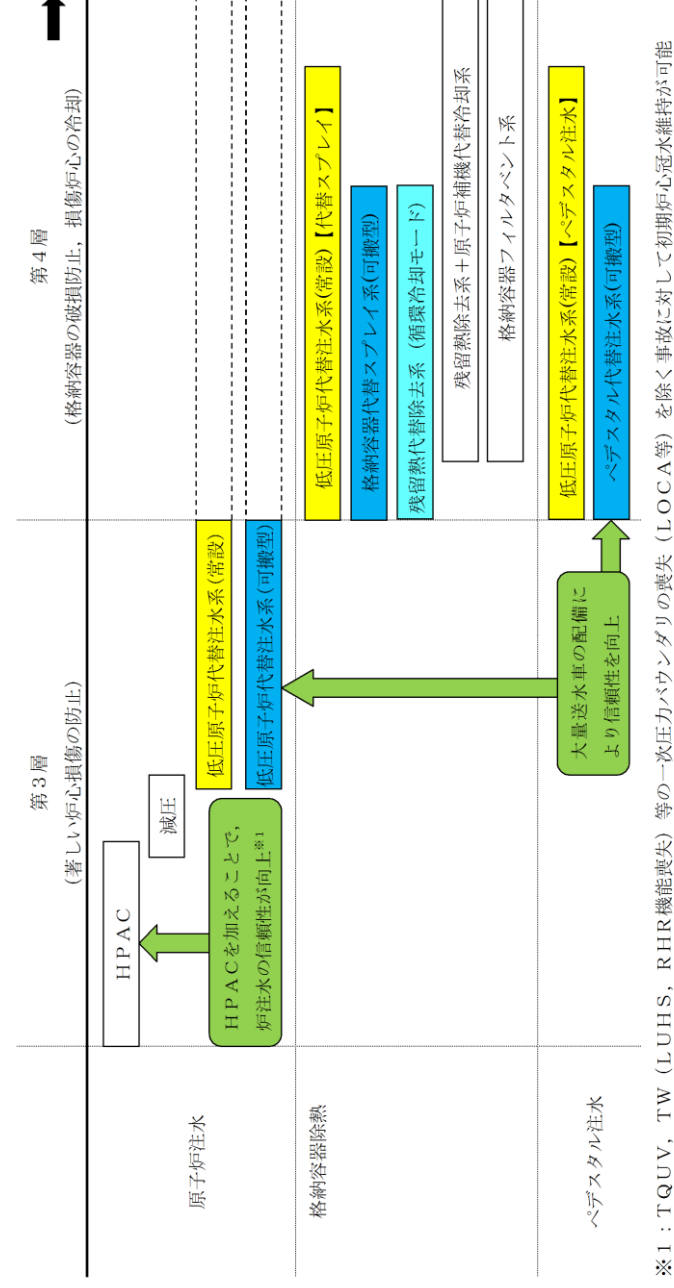 第３層
(著しい炉心損傷の防止)
第４層
(格納容器の破損防止，損傷炉心の冷却)
原子炉注水
ＨＰＡＣ
減圧
ＨＰＡＣを加えることで，
炉注水の信頼性が向上※1
低圧原子炉代替注水系(常設)
低圧原子炉代替注水系(可搬型)
格納容器除熱
低圧原子炉代替注水系(常設)【代替スプレイ】
格納容器代替スプレイ系(可搬型)
残留熱代替除去系（循環冷却モード）
残留熱除去系＋原子炉補機代替冷却系
格納容器フィルタベント系
ペデスタル注水
大量送水車の配備に
より信頼性を向上
低圧原子炉代替注水系(常設)【ペデスタル注水】
ペデスタル代替注水系(可搬型)
※１：ＴＱＵＶ，ＴＷ（ＬＵＨＳ，ＲＨＲ機能喪失）等の一次圧力バウンダリの喪失（ＬＯＣＡ等）を除く事故に対して初期炉心冠水維持が可能